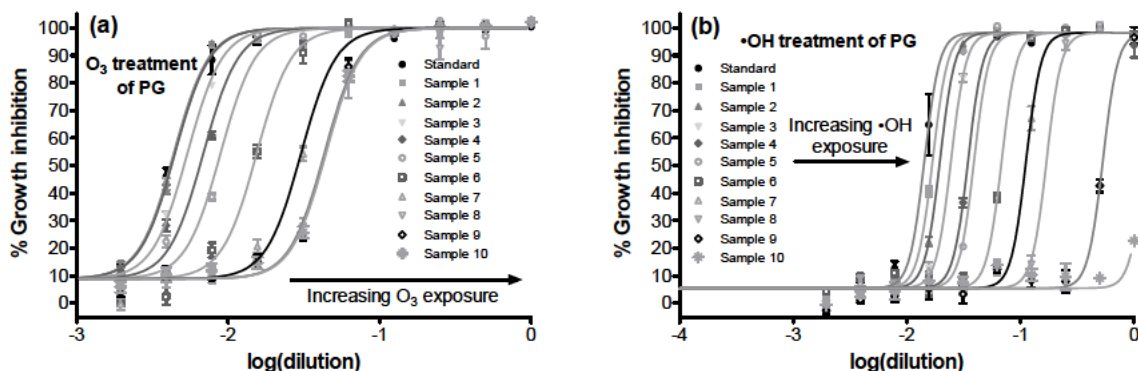 (a)
O₃ treatment
of PG
Standard
Sample 1
Sample 2
Sample 3
Sample 4
Sample 5
Sample 6
Sample 7
Sample 8
Sample 9
Sample 10
Increasing O₃ exposure
% Growth inhibition
100
90
80
70
60
50
40
30
20
10
0
-3
-2
-1
0
log(dilution)
(b)
•OH treatment of PG
Standard
Sample 1
Sample 2
Sample 3
Sample 4
Sample 5
Sample 6
Sample 7
Sample 8
Sample 9
Sample 10
Increasing •OH
exposure
% Growth inhibition
100
90
80
70
60
50
40
30
20
10
0
-4
-3
-2
-1
0
log(dilution)